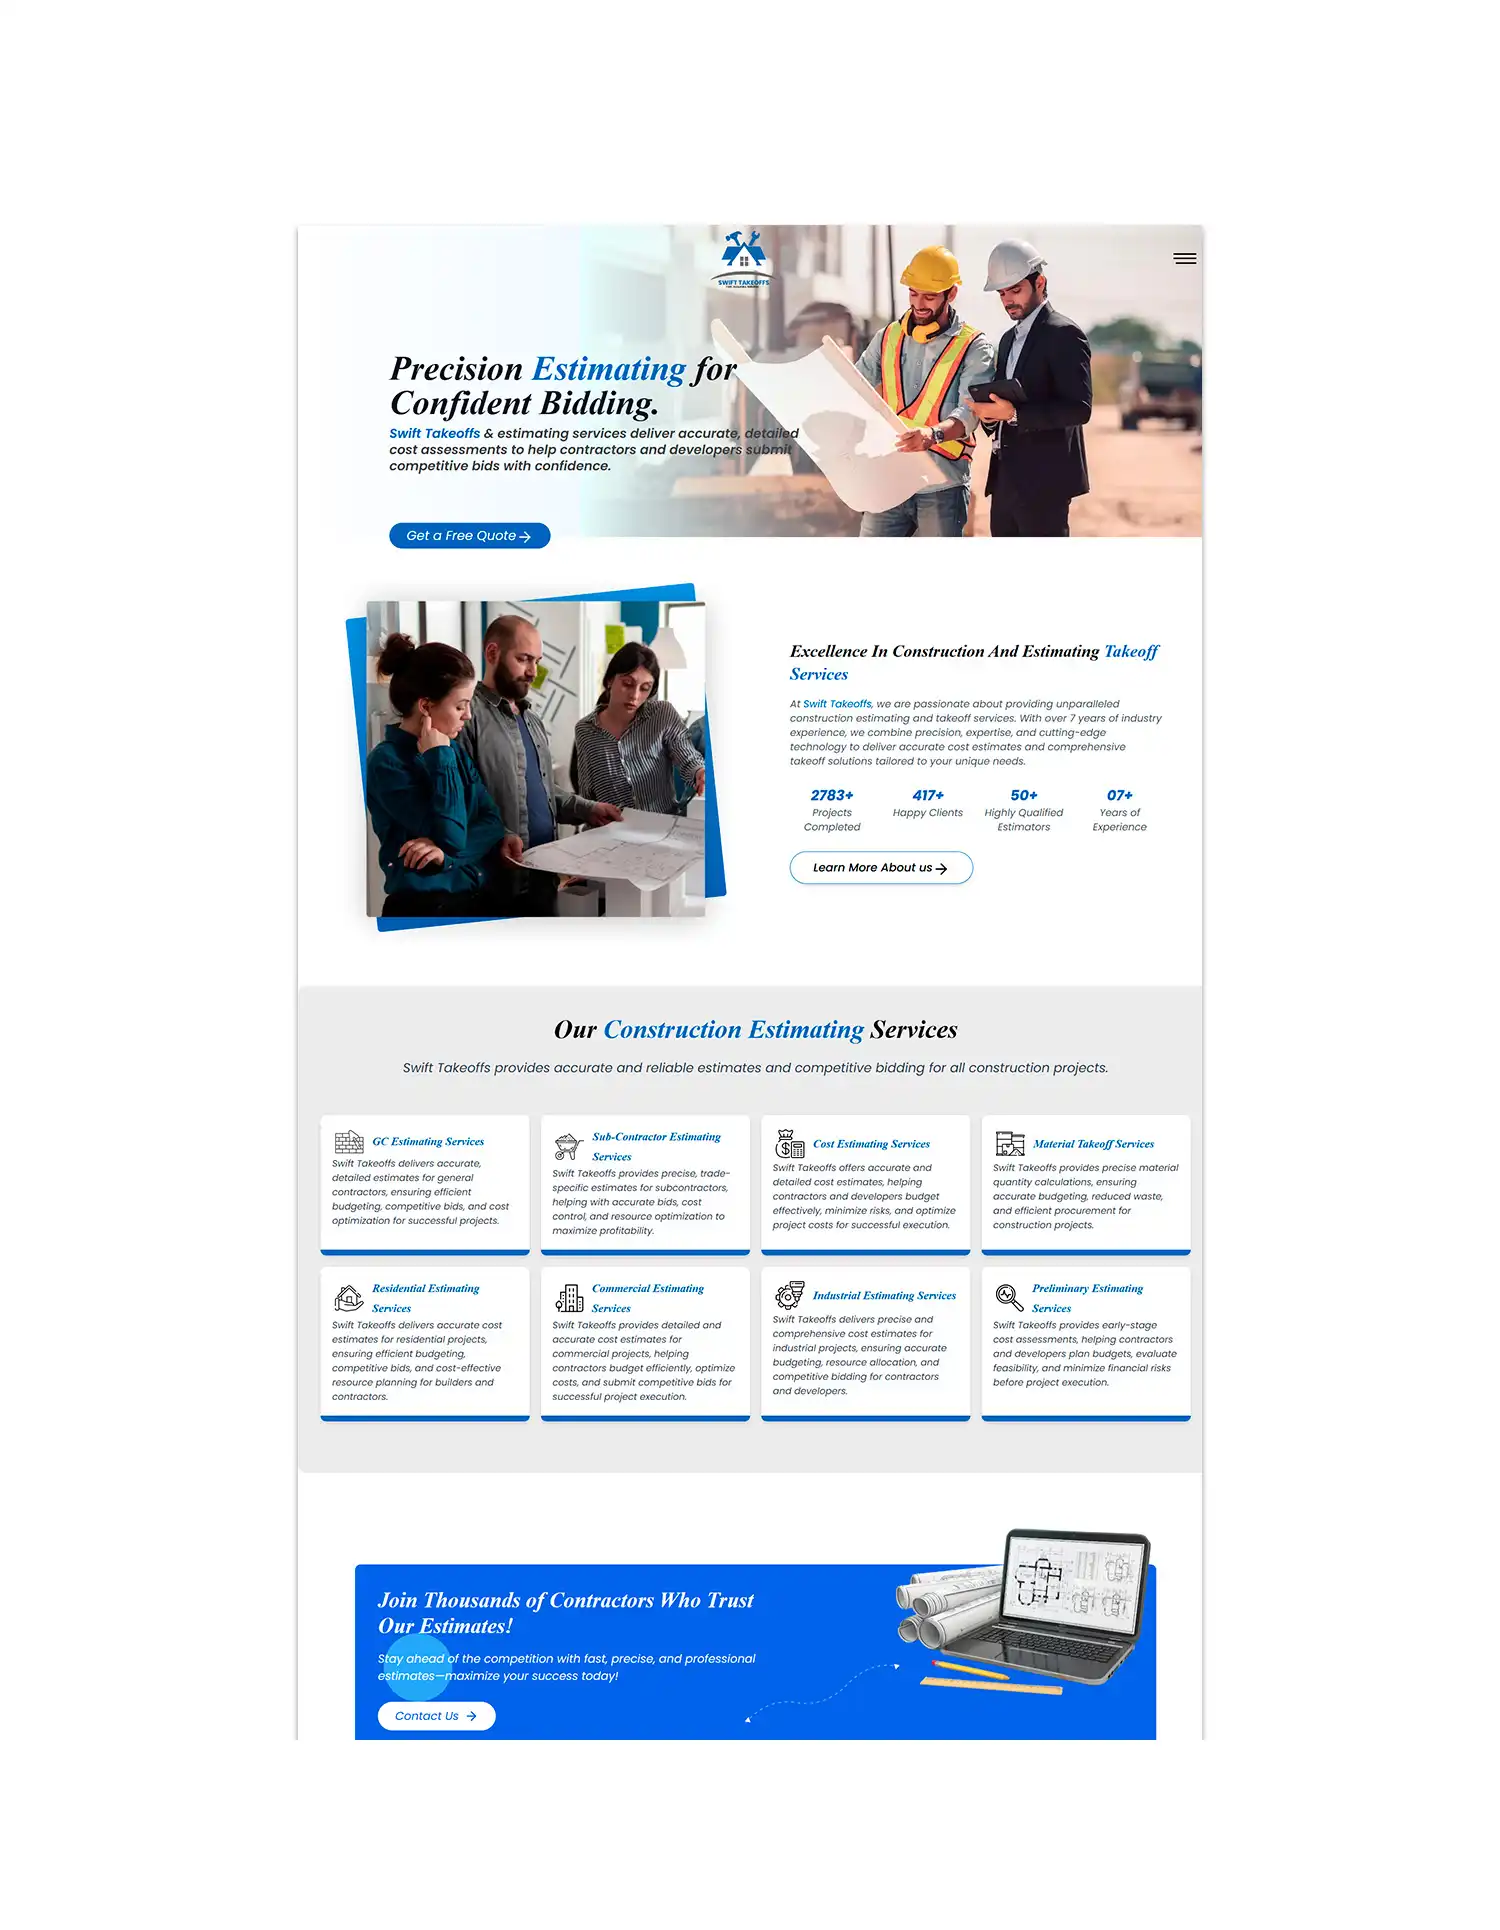 SWIFT TAKEOFFS
Precision Estimating for
Confident Bidding.
Swift Takeoffs & estimating services deliver accurate, detailed
cost assessments to help contractors and developers submit
competitive bids with confidence.
Get a Free Quote
Excellence In Construction And Estimating Takeoff
Services
At Swift Takeoffs, we are passionate about providing unparalleled
construction estimating and takeoff services. With over 7 years of industry
experience, we combine precision, expertise, and cutting-edge
technology to deliver accurate cost estimates and comprehensive
takeoff solutions tailored to your unique needs.
2783+
Projects
Completed
417+
Happy Clients
50+
Highly Qualified
Estimators
07+
Years of
Experience
Learn More About us
Our Construction Estimating Services
Swift Takeoffs provides accurate and reliable estimates and competitive bidding for all construction projects.
GC Estimating Services
Swift Takeoffs delivers accurate,
detailed estimates for general
contractors, ensuring efficient
budgeting, competitive bids, and cost
optimization for successful projects.
Sub-Contractor Estimating
Services
Swift Takeoffs provides precise, trade-
specific estimates for subcontractors,
helping with accurate bids, cost
control, and resource optimization to
maximize profitability.
Cost Estimating Services
Swift Takeoffs offers accurate and
detailed cost estimates, helping
contractors and developers budget
effectively, minimize risks, and optimize
project costs for successful execution.
Material Takeoff Services
Swift Takeoffs provides precise material
quantity calculations, ensuring
accurate budgeting, reduced waste,
and efficient procurement for
construction projects.
Residential Estimating
Services
Swift Takeoffs delivers accurate cost
estimates for residential projects,
ensuring efficient budgeting,
competitive bids, and cost-effective
resource planning for builders and
contractors.
Commercial Estimating
Services
Swift Takeoffs provides detailed and
accurate cost estimates for
commercial projects, helping
contractors budget efficiently, optimize
costs, and submit competitive bids for
successful project execution.
Industrial Estimating Services
Swift Takeoffs delivers precise and
comprehensive cost estimates for
industrial projects, ensuring accurate
budgeting, resource allocation, and
competitive bidding for contractors
and developers.
Preliminary Estimating
Services
Swift Takeoffs provides early-stage
cost assessments, helping contractors
and developers plan budgets, evaluate
feasibility, and minimize financial risks
before project execution.
Join Thousands of Contractors Who Trust
Our Estimates!
Stay ahead of the competition with fast, precise, and professional
estimates—maximize your success today!
Contact Us